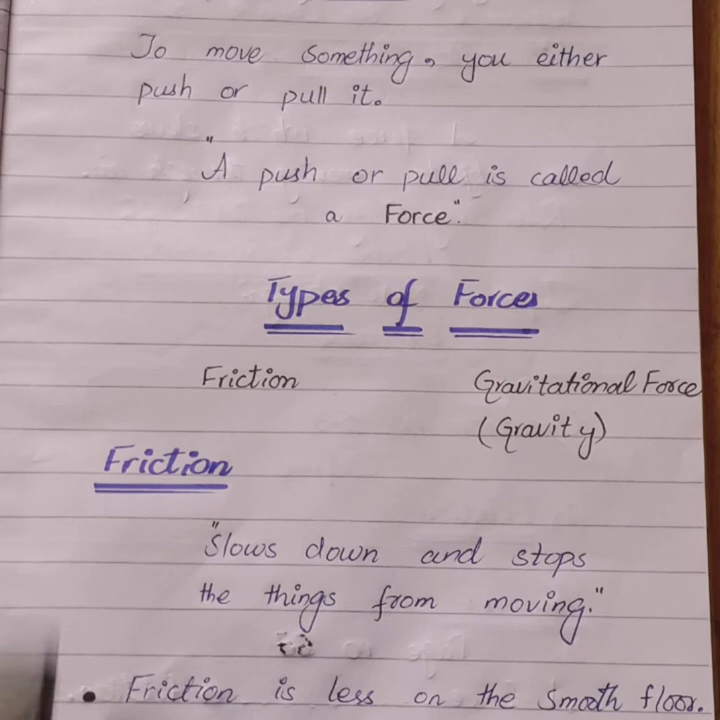 To move something, you either
push or pull it.
"A push or pull is called
a Force".
Types of Forces
Friction Gravitational Force
(Gravity)
Friction
"Slows down and stops
the things from moving."
• Friction is less on the smooth floor.